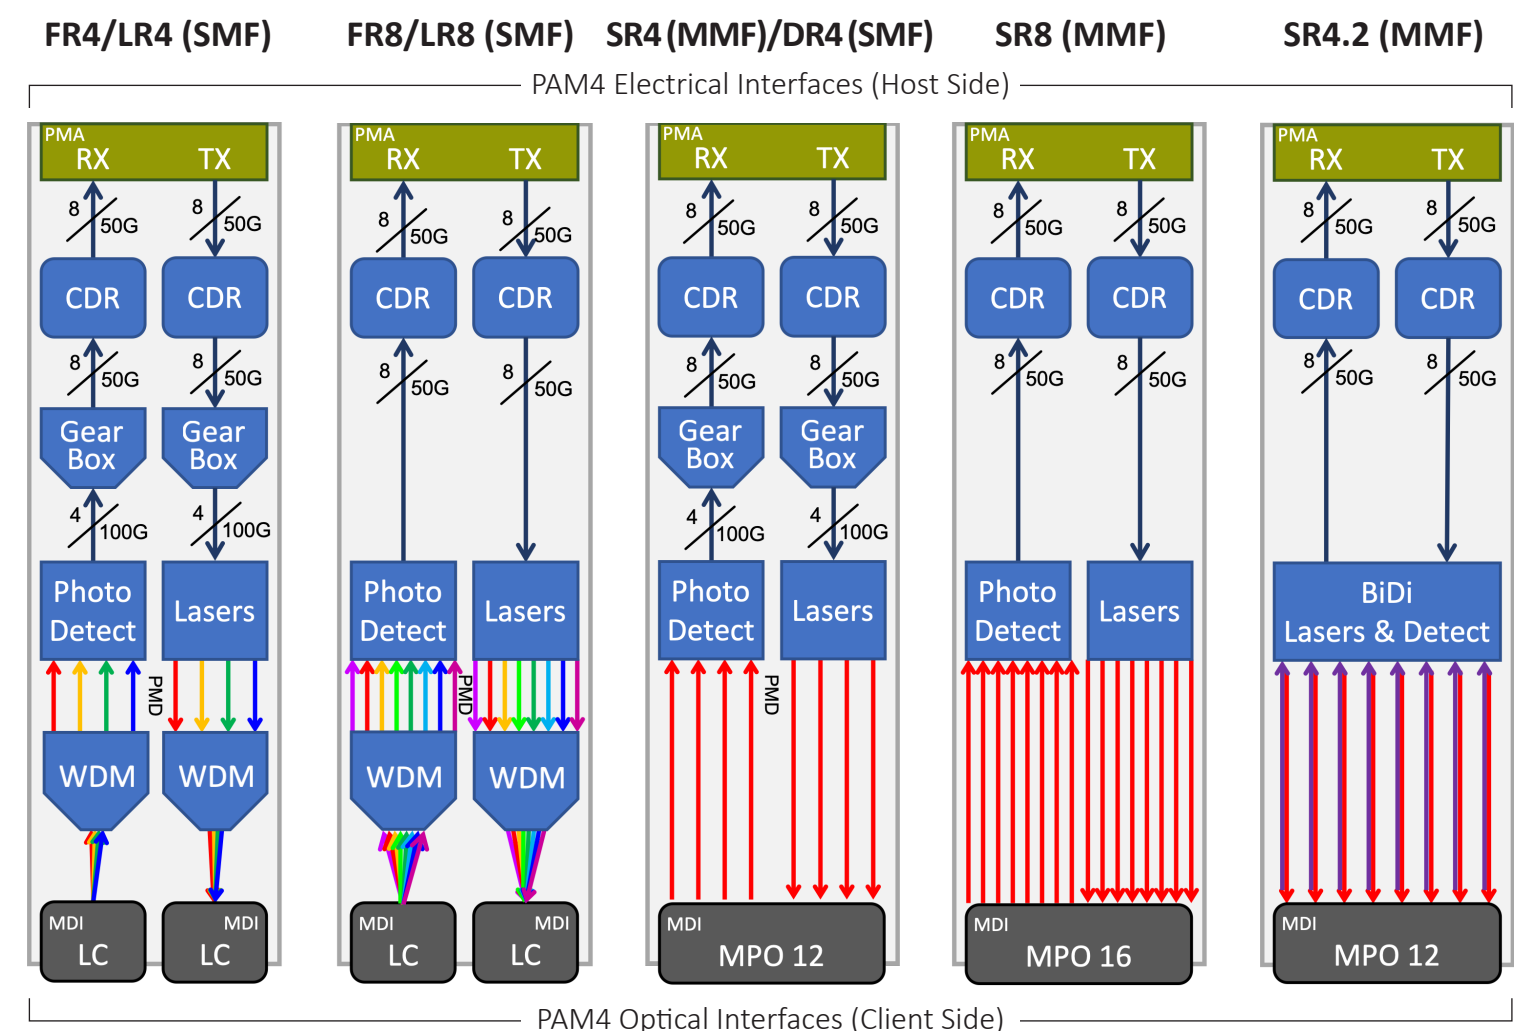 FR4/LR4 (SMF)
FR8/LR8 (SMF)
SR4 (MMF)/DR4 (SMF)
SR8 (MMF)
SR4.2 (MMF)
PAM4 Electrical Interfaces (Host Side)
PMA
RX TX
8 50G
8 50G
CDR
CDR
8 50G
8 50G
Gear
Box
Gear
Box
4 100G
4 100G
Photo
Detect
Lasers
PMD
WDM
WDM
MDI
LC
MDI
LC
PMA
RX TX
8 50G
8 50G
CDR
CDR
8 50G
8 50G
Photo
Detect
Lasers
PMD
WDM
WDM
MDI
LC
MDI
LC
PMA
RX TX
8 50G
8 50G
CDR
CDR
8 50G
8 50G
Gear
Box
Gear
Box
4 100G
4 100G
Photo
Detect
Lasers
PMD
MDI
MPO 12
PMA
RX TX
8 50G
8 50G
CDR
CDR
8 50G
8 50G
Photo
Detect
Lasers
MDI
MPO 16
PMA
RX TX
8 50G
8 50G
CDR
CDR
8 50G
8 50G
BiDi
Lasers & Detect
MDI
MPO 12
PAM4 Optical Interfaces (Client Side)